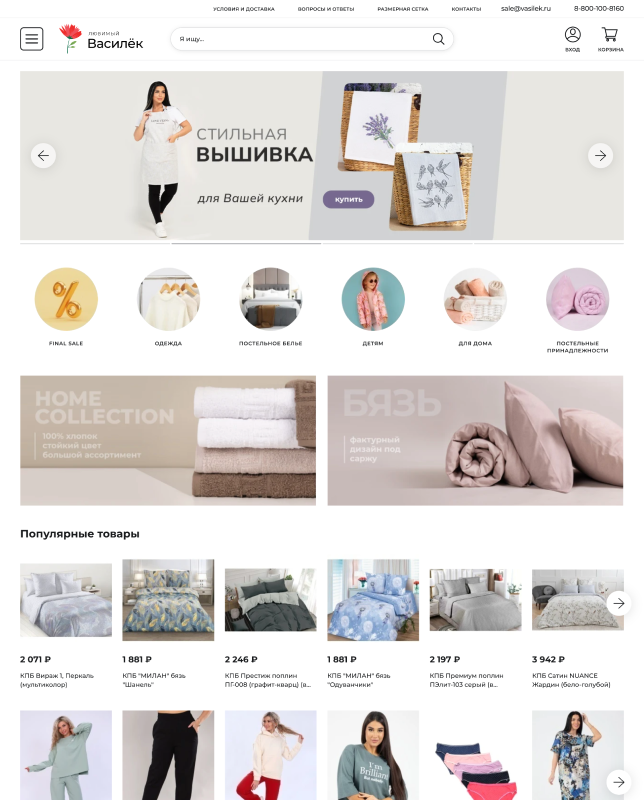 УСЛОВИЯ И ДОСТАВКА ВОПРОСЫ И ОТВЕТЫ РАЗМЕРНАЯ СЕТКА КОНТАКТЫ sale@vasilek.ru 8-800-100-8160
любимый
Василёк
Я ищу...
ВХОД
КОРЗИНА
СТИЛЬНАЯ
ВЫШИВКА
для Вашей кухни
купить
FINAL SALE
ОДЕЖДА
ПОСТЕЛЬНОЕ БЕЛЬЕ
ДЕТЯМ
ДЛЯ ДОМА
ПОСТЕЛЬНЫЕ
ПРИНАДЛЕЖНОСТИ
HOME
COLLECTION
100% хлопок
стойкий цвет
большой ассортимент
БЯЗЬ
фактурный
дизайн под
саржу
Популярные товары
2 071 ₽
КПБ Вираж 1, Перкаль
(мультиколор)
1 881 ₽
КПБ "МИЛАН" бязь
"Шанель"
2 246 ₽
КПБ Престиж поплин
ПГ-008 (графит-кварц) (в...
1 881 ₽
КПБ "МИЛАН" бязь
"Одуванчики"
2 197 ₽
КПБ Премиум поплин
ПЭлит-103 серый (в...
3 942 ₽
КПБ Сатин NUANCE
Жардин (бело-голубой)
I'm
Brilliant